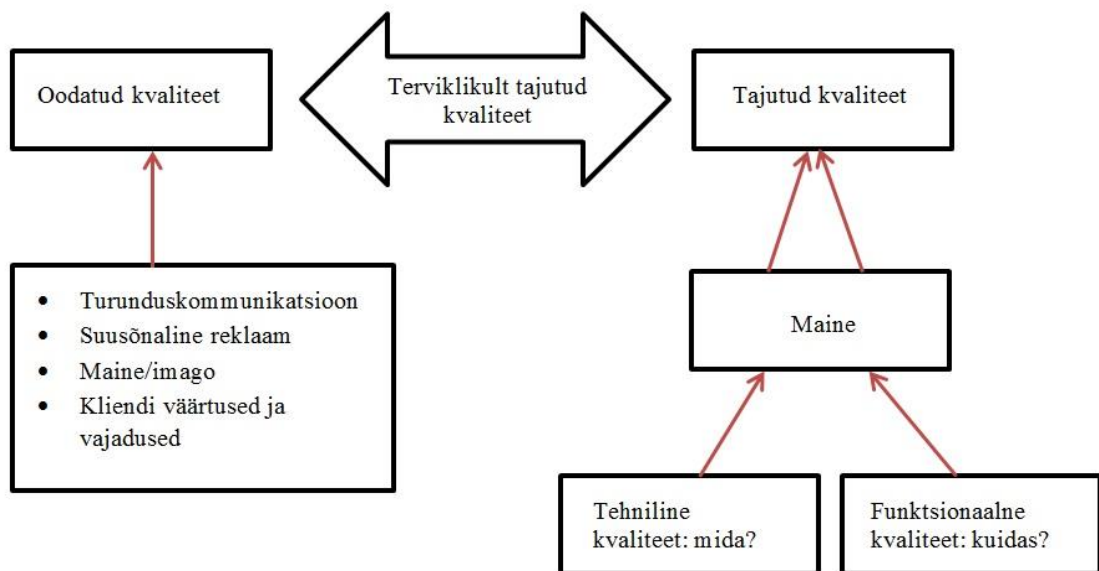 Oodatud kvaliteet
Terviklikult tajutud
kvaliteet
Tajutud kvaliteet
• Turunduskommunikatsioon
• Suusõnaline reklaam
• Maine/imago
• Kliendi väärtused ja
vajadused
Maine
Tehniline
kvaliteet: mida?
Funktsionaalne
kvaliteet: kuidas?